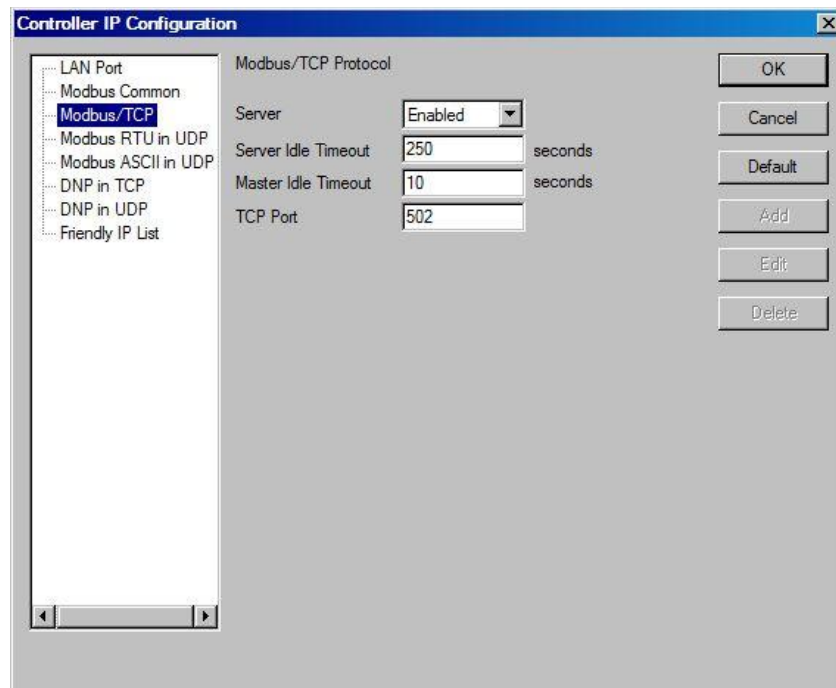 Controller IP Configuration
LAN Port
Modbus Common
Modbus/TCP
Modbus RTU in UDP
Modbus ASCII in UDP
DNP in TCP
DNP in UDP
Friendly IP List
Modbus/TCP Protocol
Server Enabled
Server Idle Timeout 250 seconds
Master Idle Timeout 10 seconds
TCP Port 502
OK
Cancel
Default
Add
Edit
Delete